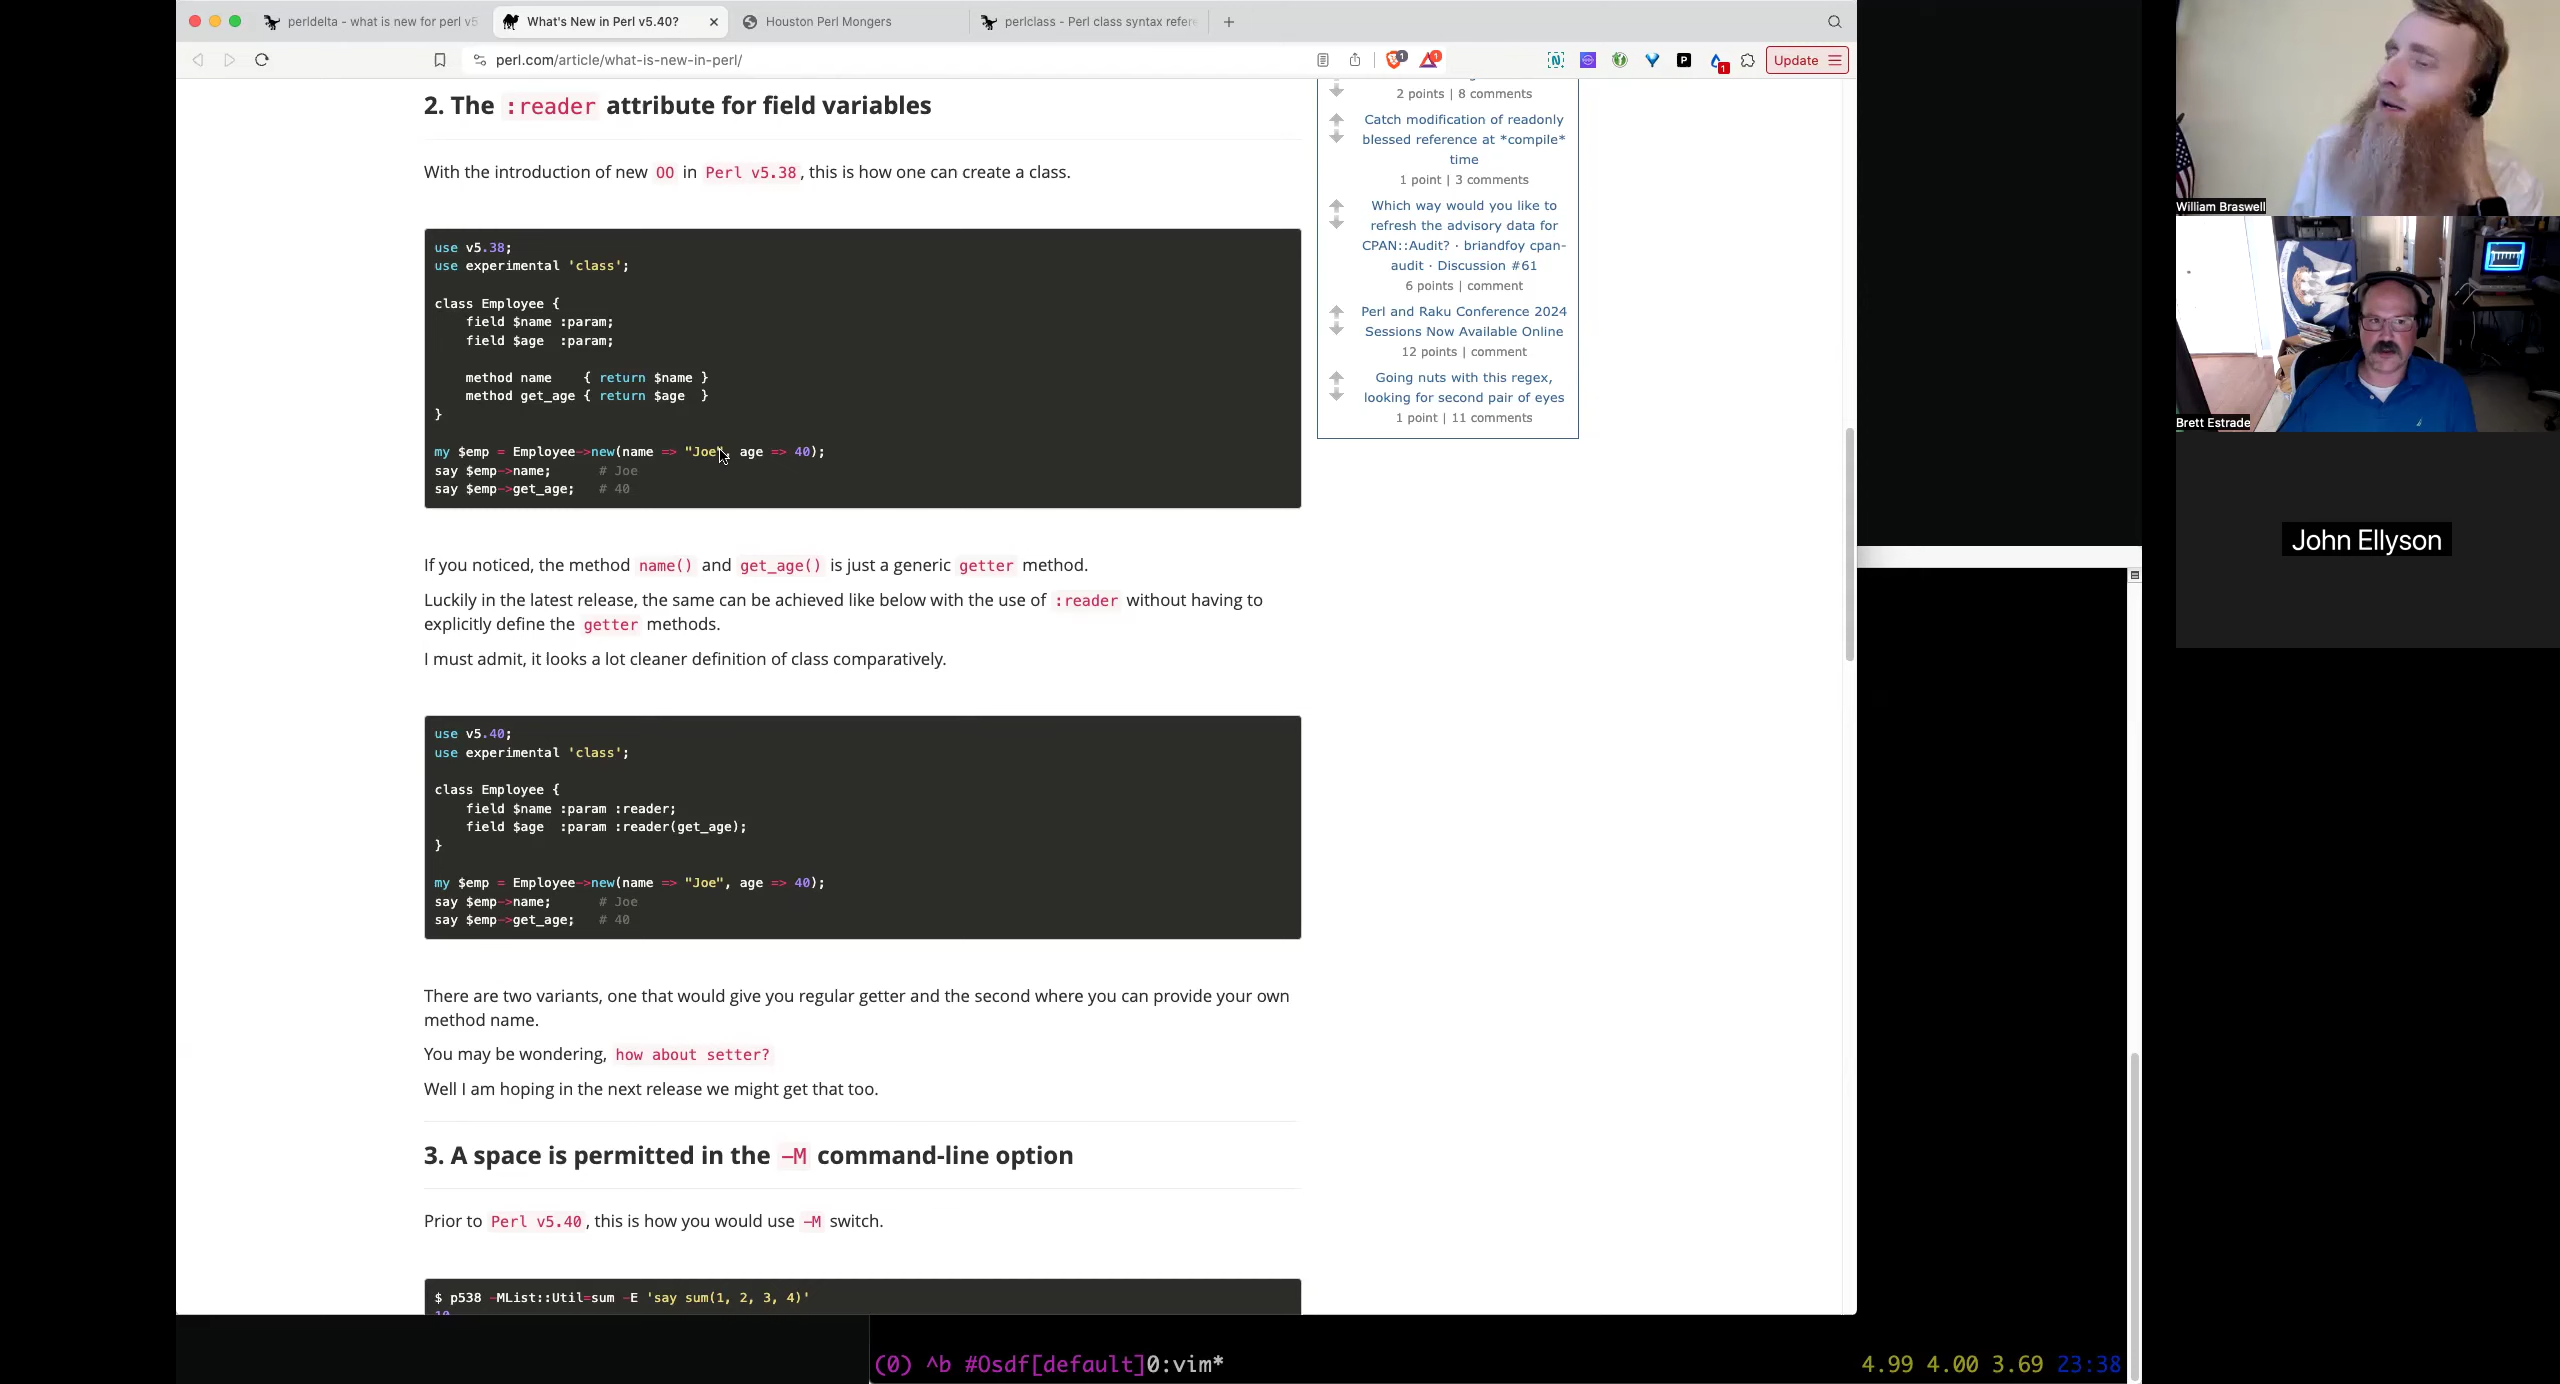 perldelta - what is new for perl v5
What's New in Perl v5.40?
Houston Perl Mongers
perlclass - Perl class syntax refere
perl.com/article/what-is-new-in-perl/
1
1
1
Update
2. The :reader attribute for field variables
With the introduction of new OO in Perl v5.38, this is how one can create a class.
use v5.38;
use experimental 'class';
class Employee {
field $name :param;
field $age  :param;
method name    { return $name }
method get_age { return $age  }
}
my $emp = Employee->new(name => "Joe", age => 40);
say $emp->name;      # Joe
say $emp->get_age;   # 40
If you noticed, the method name() and get_age() is just a generic getter method.
Luckily in the latest release, the same can be achieved like below with the use of :reader without having to
explicitly define the getter methods.
I must admit, it looks a lot cleaner definition of class comparatively.
use v5.40;
use experimental 'class';
class Employee {
field $name :param :reader;
field $age  :param :reader(get_age);
}
my $emp = Employee->new(name => "Joe", age => 40);
say $emp->name;      # Joe
say $emp->get_age;   # 40
There are two variants, one that would give you regular getter and the second where you can provide your own
method name.
You may be wondering, how about setter?
Well I am hoping in the next release we might get that too.
3. A space is permitted in the -M command-line option
Prior to Perl v5.40, this is how you would use -M switch.
$ p538 -MList::Util=sum -E 'say sum(1, 2, 3, 4)'
10
2 points | 8 comments
Catch modification of readonly
blessed reference at *compile*
time
1 point | 3 comments
Which way would you like to
refresh the advisory data for
CPAN::Audit? · briandfoy cpan-
audit · Discussion #61
6 points | comment
Perl and Raku Conference 2024
Sessions Now Available Online
12 points | comment
Going nuts with this regex,
looking for second pair of eyes
1 point | 11 comments
William Braswell
Brett Estrade
John Ellyson
(0) ^b #Osdf[default]0:vim*
4.99 4.00 3.69 23:38